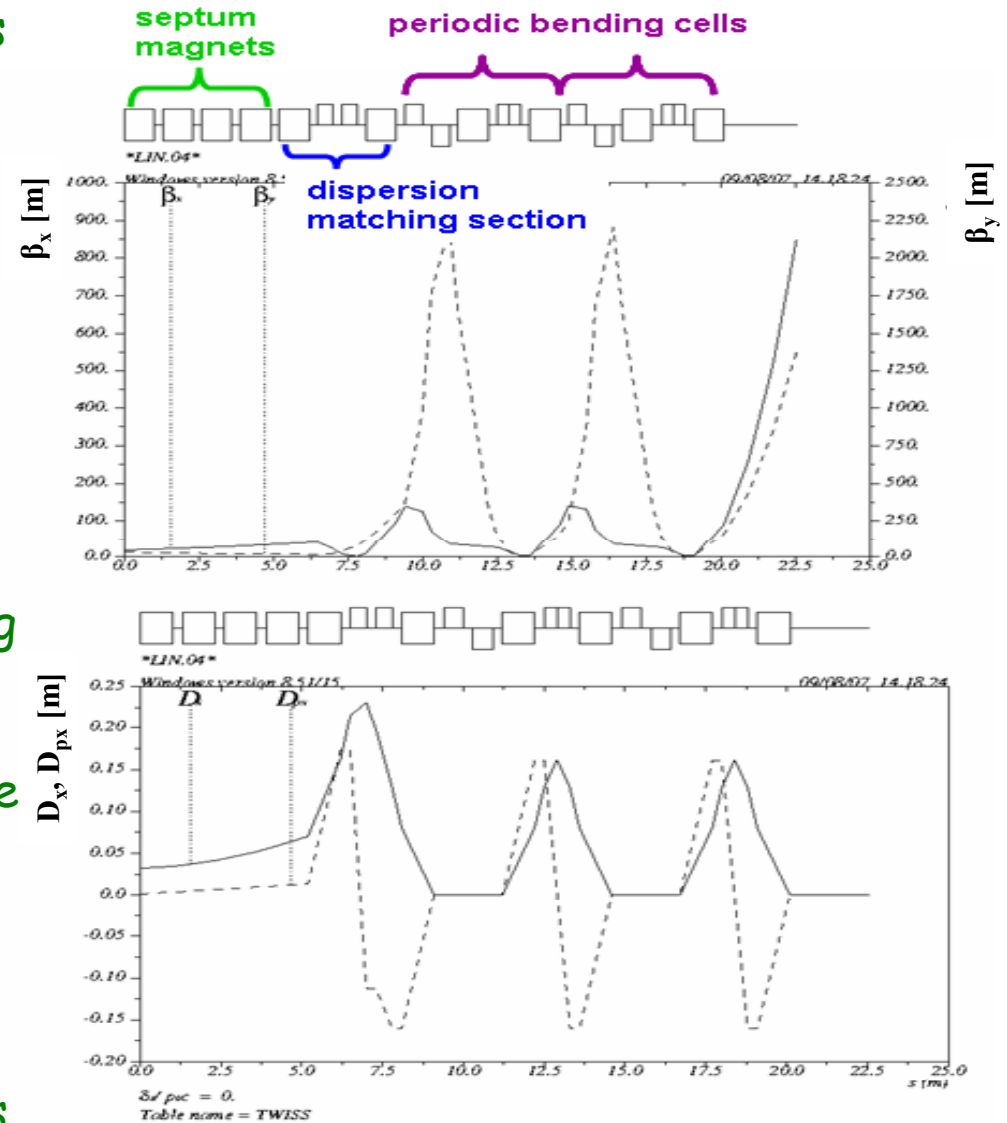 s
septum
magnets
periodic bending cells
*LIN.04*
Windows version 8.5
09/08/07 14.18.24
dispersion
matching section
βx [m]
βy [m]
βx
βy
1000.
900.
800.
700.
600.
500.
400.
300.
200.
100.
0.0
2500.
2250.
2000.
1750.
1500.
1250.
1000.
750.
500.
250.
0.0
0.0 2.5 5.0 7.5 10.0 12.5 15.0 17.5 20.0 22.5 25.0
g
*LIN.04*
Windows version 8.51/15
09/08/07 14.18.24
e
Dx, Dpx [m]
Dx
Dpx
0.25
0.20
0.15
0.10
0.05
0.0
-0.05
-0.10
-0.15
-0.20
0.0 2.5 5.0 7.5 10.0 12.5 15.0 17.5 20.0 22.5 25.0
s (m)
δE/ p0c = 0.
Table name = TWISS
s